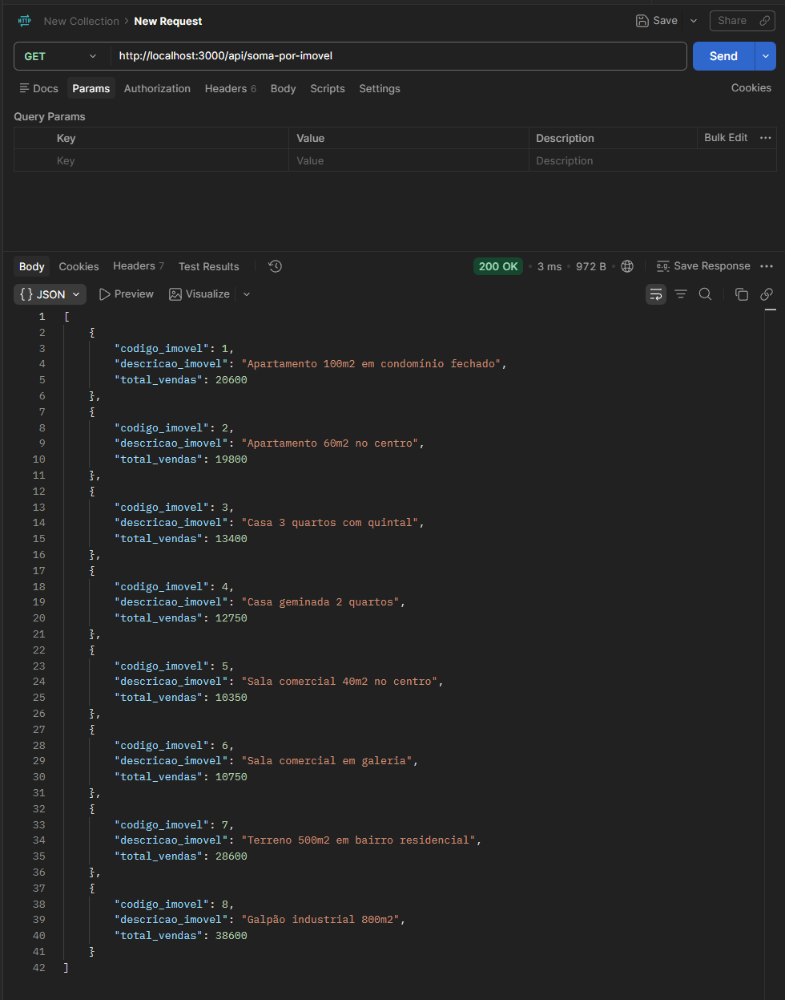 HTTP New Collection > New Request Save Share
GET http://localhost:3000/api/soma-por-imovel Send
Docs Params Authorization Headers 6 Body Scripts Settings Cookies
Query Params
Key Value Description Bulk Edit ···
Key Value Description
Body Cookies Headers 7 Test Results 200 OK • 3 ms • 972 B • e.g. Save Response ···
{} JSON Preview Visualize
1 [
2 {
3 "codigo_imovel": 1,
4 "descricao_imovel": "Apartamento 100m2 em condominio fechado",
5 "total_vendas": 20600
6 },
7 {
8 "codigo_imovel": 2,
9 "descricao_imovel": "Apartamento 60m2 no centro",
10 "total_vendas": 19800
11 },
12 {
13 "codigo_imovel": 3,
14 "descricao_imovel": "Casa 3 quartos com quintal",
15 "total_vendas": 13400
16 },
17 {
18 "codigo_imovel": 4,
19 "descricao_imovel": "Casa geminada 2 quartos",
20 "total_vendas": 12750
21 },
22 {
23 "codigo_imovel": 5,
24 "descricao_imovel": "Sala comercial 40m2 no centro",
25 "total_vendas": 10350
26 },
27 {
28 "codigo_imovel": 6,
29 "descricao_imovel": "Sala comercial em galeria",
30 "total_vendas": 10750
31 },
32 {
33 "codigo_imovel": 7,
34 "descricao_imovel": "Terreno 500m2 em bairro residencial",
35 "total_vendas": 28600
36 },
37 {
38 "codigo_imovel": 8,
39 "descricao_imovel": "Galpão industrial 800m2",
40 "total_vendas": 38600
41 }
42 ]